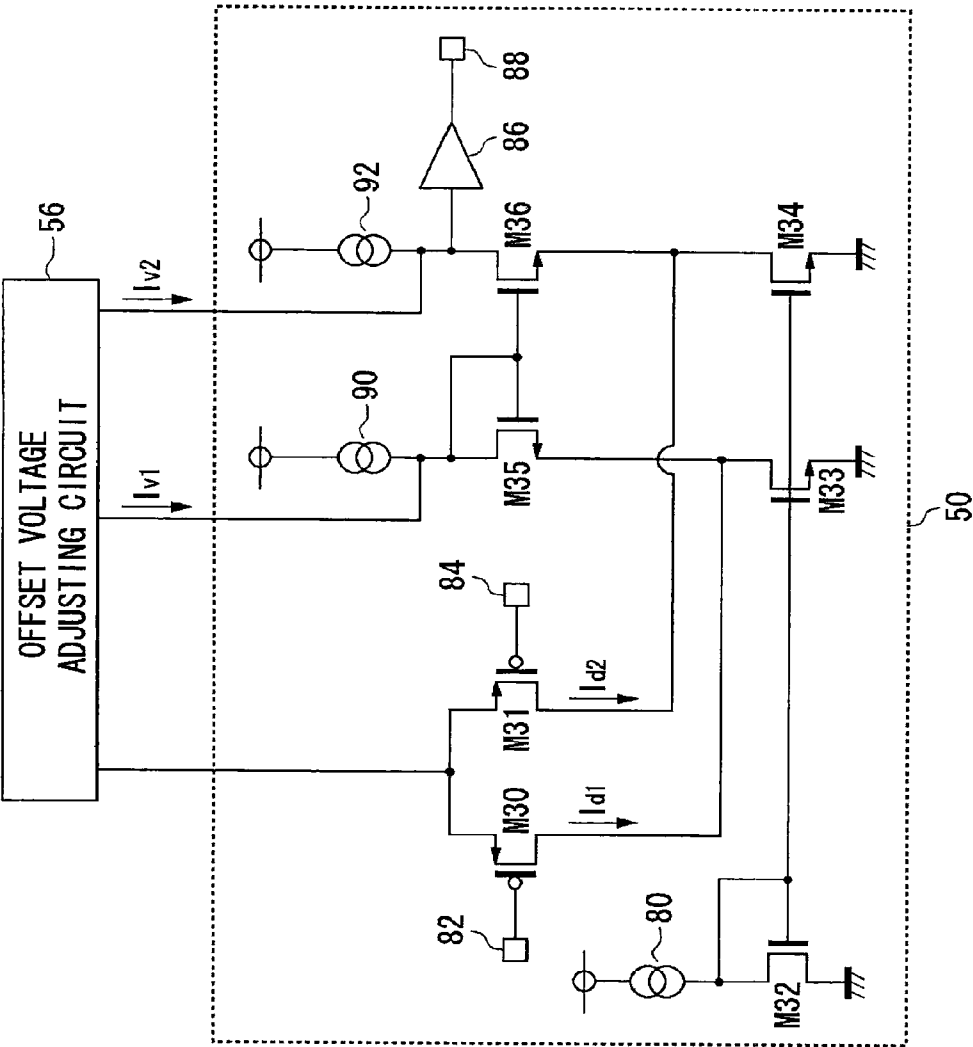 56
OFFSET VOLTAGE
ADJUSTING CIRCUIT
Iv1
Iv2
90
92
88
86
84
82
M30
M31
M35
M36
Id1
Id2
80
M32
M33
M34
50